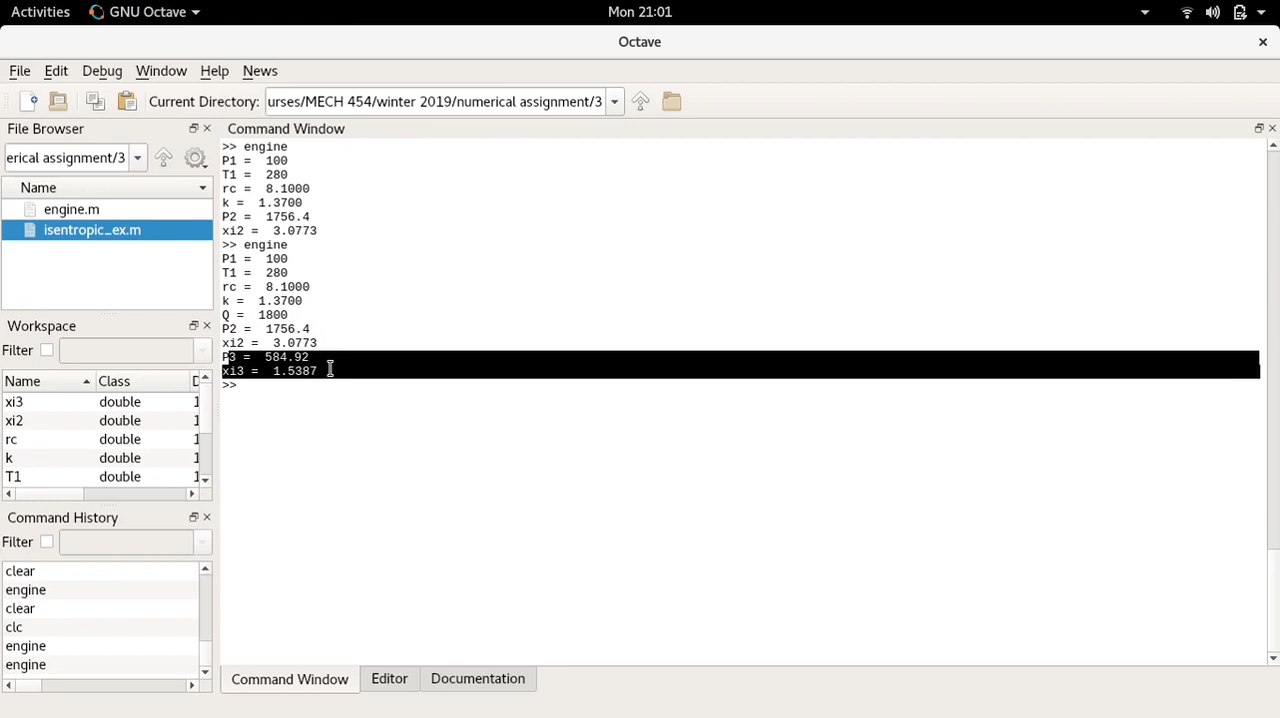 Activities GNU Octave Mon 21:01
Octave
File Edit Debug Window Help News
Current Directory: urses/MECH 454/winter 2019/numerical assignment/3
File Browser
erical assignment/3
Name
engine.m
isentropic_ex.m
Workspace
Filter
Name Class D
xi3 double 1
xi2 double 1
rc double 1
k double 1
T1 double 1
Command History
Filter
clear
engine
clear
clc
engine
engine
Command Window
>> engine
P1 = 100
T1 = 280
rc = 8.1000
k = 1.3700
P2 = 1756.4
xi2 = 3.0773
>> engine
P1 = 100
T1 = 280
rc = 8.1000
k = 1.3700
Q = 1800
P2 = 1756.4
xi2 = 3.0773
P3 = 584.92
xi3 = 1.5387
>>
Command Window Editor Documentation